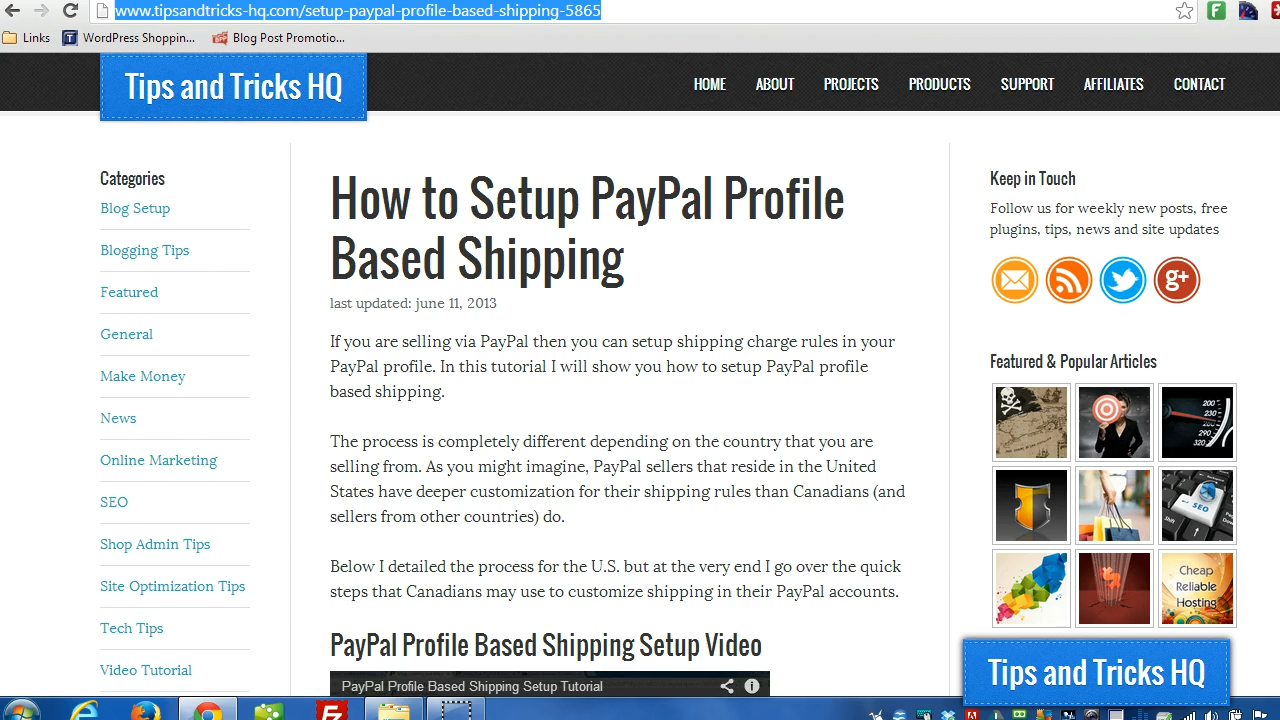 www.tipsandtricks-hq.com/setup-paypal-profile-based-shipping-5865
Links
WordPress Shoppin...
Blog Post Promotio...
Tips and Tricks HQ
HOME
ABOUT
PROJECTS
PRODUCTS
SUPPORT
AFFILIATES
CONTACT
Categories
Blog Setup
Blogging Tips
Featured
General
Make Money
News
Online Marketing
SEO
Shop Admin Tips
Site Optimization Tips
Tech Tips
Video Tutorial
How to Setup PayPal Profile
Based Shipping
last updated: june 11, 2013
If you are selling via PayPal then you can setup shipping charge rules in your
PayPal profile. In this tutorial I will show you how to setup PayPal profile
based shipping.
The process is completely different depending on the country that you are
selling from. As you might imagine, PayPal sellers that reside in the United
States have deeper customization for their shipping rules than Canadians (and
sellers from other countries) do.
Below I detailed the process for the U.S. but at the very end I go over the quick
steps that Canadians may use to customize shipping in their PayPal accounts.
PayPal Profile Based Shipping Setup Video
PayPal Profile Based Shipping Setup Tutorial
Keep in Touch
Follow us for weekly new posts, free
plugins, tips, news and site updates
g+
Featured & Popular Articles
200
230
290
320
SEO
Shift
Cheap
Reliable
Hosting
Tips and Tricks HQ